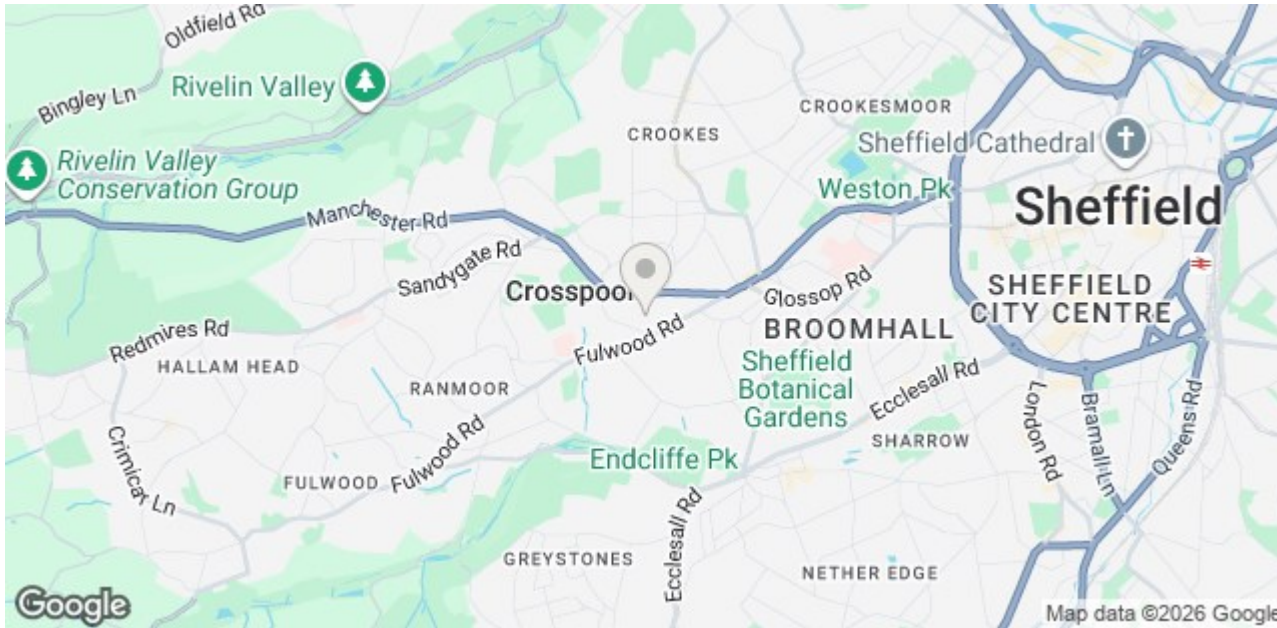 Oldfield Rd
Rivelin Valley
Bingley Ln
CROOKESMOOR
CROOKES
Sheffield Cathedral
Rivelin Valley
Conservation Group
Weston Pk
Sheffield
Manchester Rd
Sandygate Rd
Crosspool
Glossop Rd
SHEFFIELD
CITY CENTRE
BROOMHALL
Redmires Rd
Fulwood Rd
HALLAM HEAD
Sheffield
Botanical
Gardens
RANMOOR
Ecclesall Rd
London Rd
Bramall Ln
Queens Rd
Crimicar Ln
Fulwood Rd
SHARROW
Endcliffe Pk
FULWOOD
Ecclesall Rd
GREYSTONES
NETHER EDGE
Google
Map data ©2026 Google